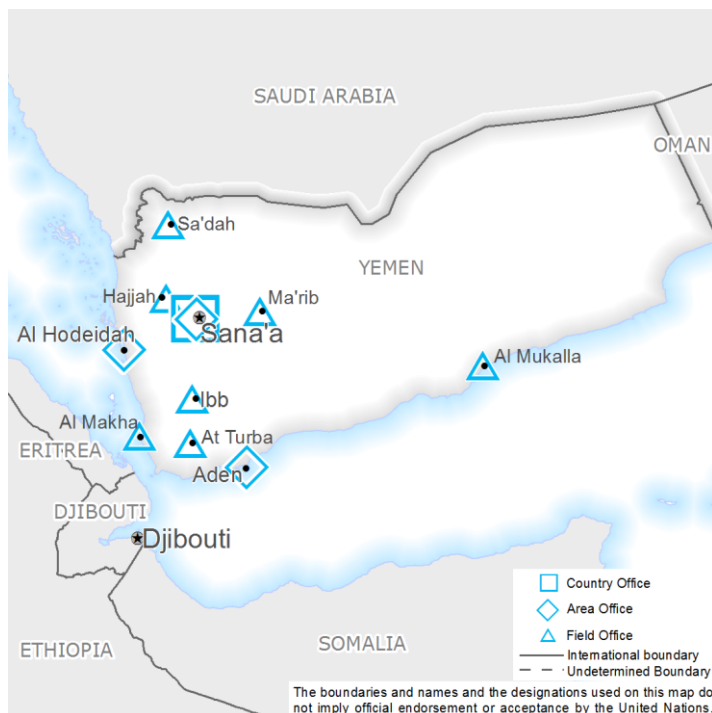 SAUDI ARABIA
OMAN
Sa'dah
YEMEN
Hajjah
Ma'rib
Sana'a
Al Hodeidah
Al Mukalla
Ibb
Al Makha
At Turba
ERITREA
Aden
DJIBOUTI
Djibouti
Country Office
Area Office
Field Office
ETHIOPIA
SOMALIA
International boundary
Undetermined Boundary
The boundaries and names and the designations used on this map do
not imply official endorsement or acceptance by the United Nations.